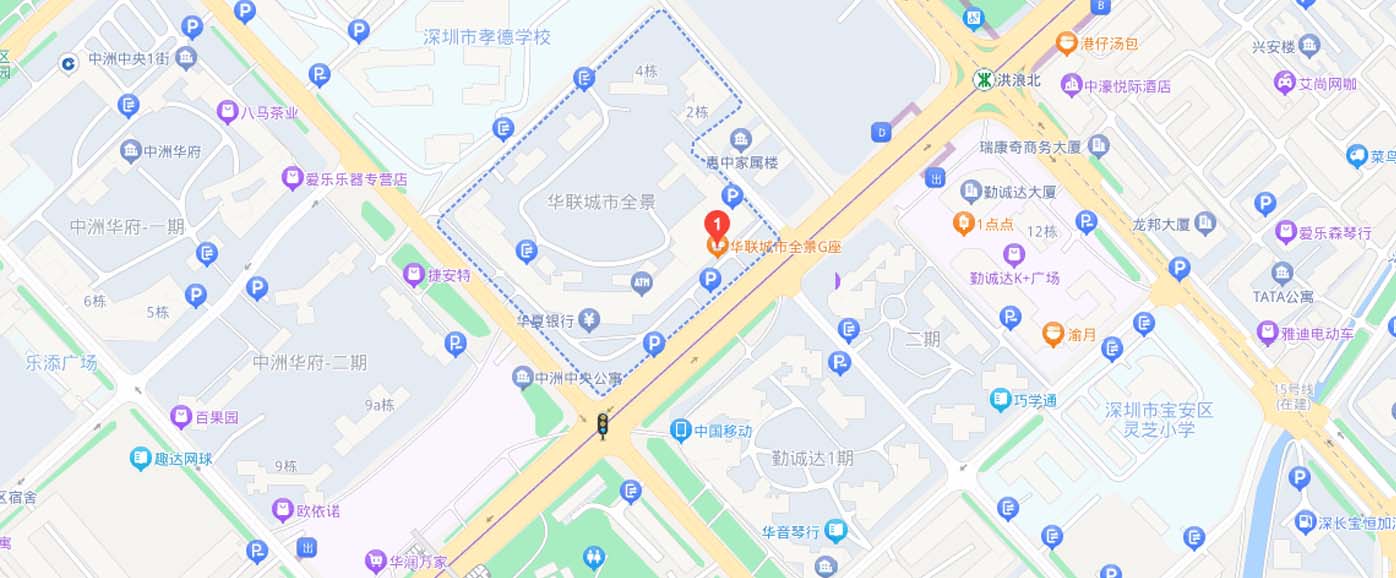 深圳市孝德学校
中洲中央1街
八马茶业
4栋
2栋
洪浪北
B
港仔汤包
中濠悦际酒店
兴安楼
艾尚网咖
中洲华府
爱乐乐器专营店
惠中家属楼
D
瑞康奇商务大厦
出
勤诚达大厦
华联城市全景
中洲华府-一期
1
华联城市全景G座
1点点
12栋
龙邦大厦
爱乐森琴行
捷安特
ATM
勤诚达K+广场
TATA公寓
6栋
5栋
华夏银行
二期
渝月
雅迪电动车
乐添广场
中洲华府-二期
中洲中央公寓
15号线
(在建)
9a栋
巧学通
深圳市宝安区
灵芝小学
百果园
中国移动
趣达网球
9栋
勤诚达1期
区宿舍
欧依诺
华音琴行
深长宝恒加
出
华润万家